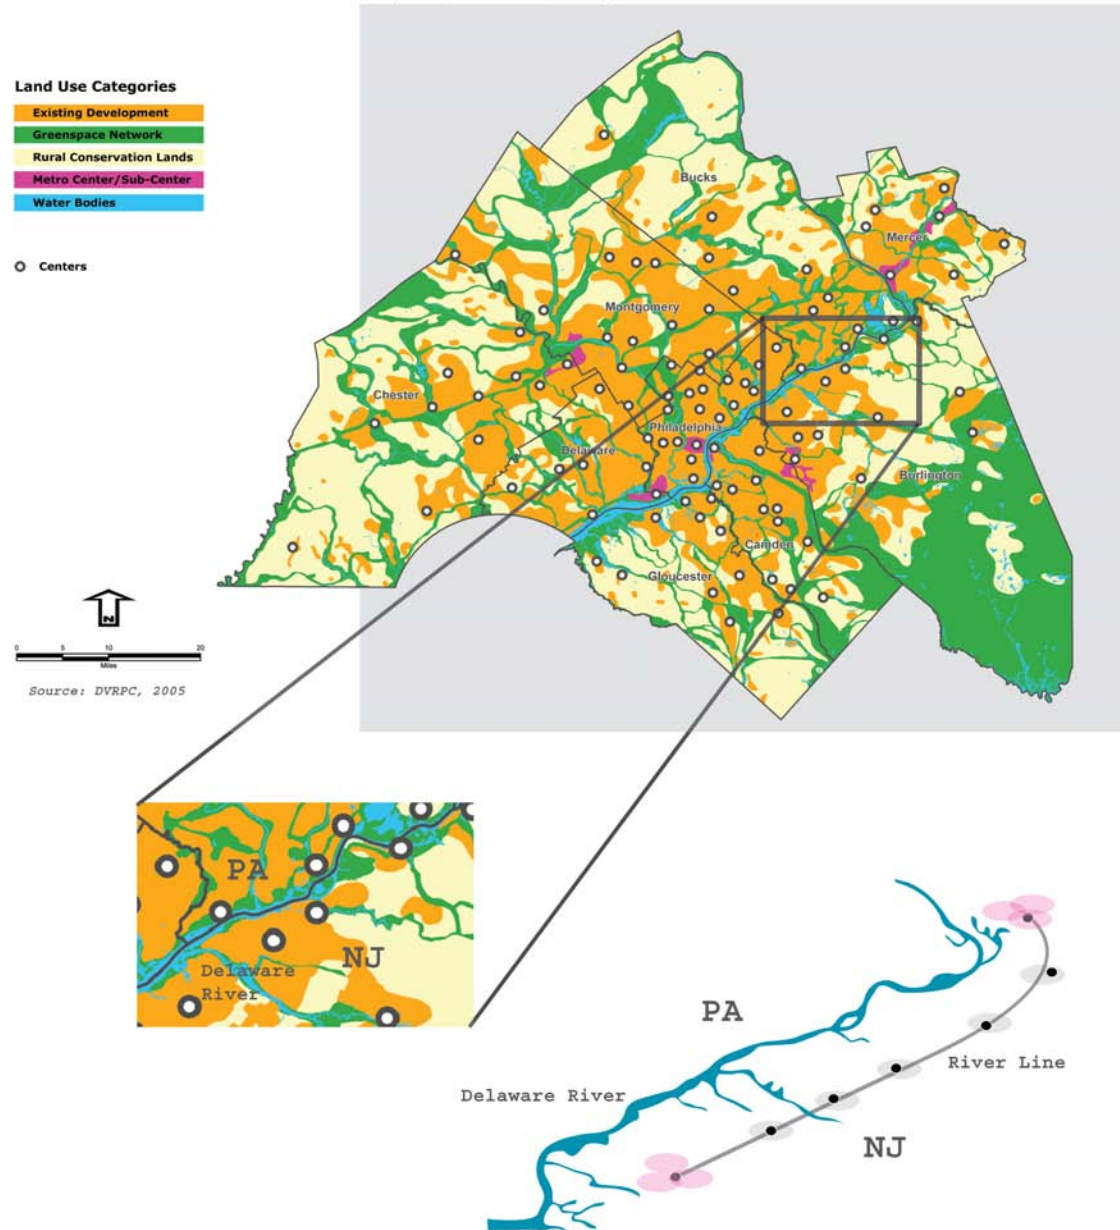 Land Use Categories
Existing Development
Greenspace Network
Rural Conservation Lands
Metro Center/Sub-Center
Water Bodies
Centers
Bucks
Mercer
Montgomery
Chester
Philadelphia
Delaware
Burlington
Camden
Gloucester
N
0 5 10 20
Miles
Source: DVRPC, 2005
PA
NJ
Delaware
River
PA
River Line
Delaware River
NJ